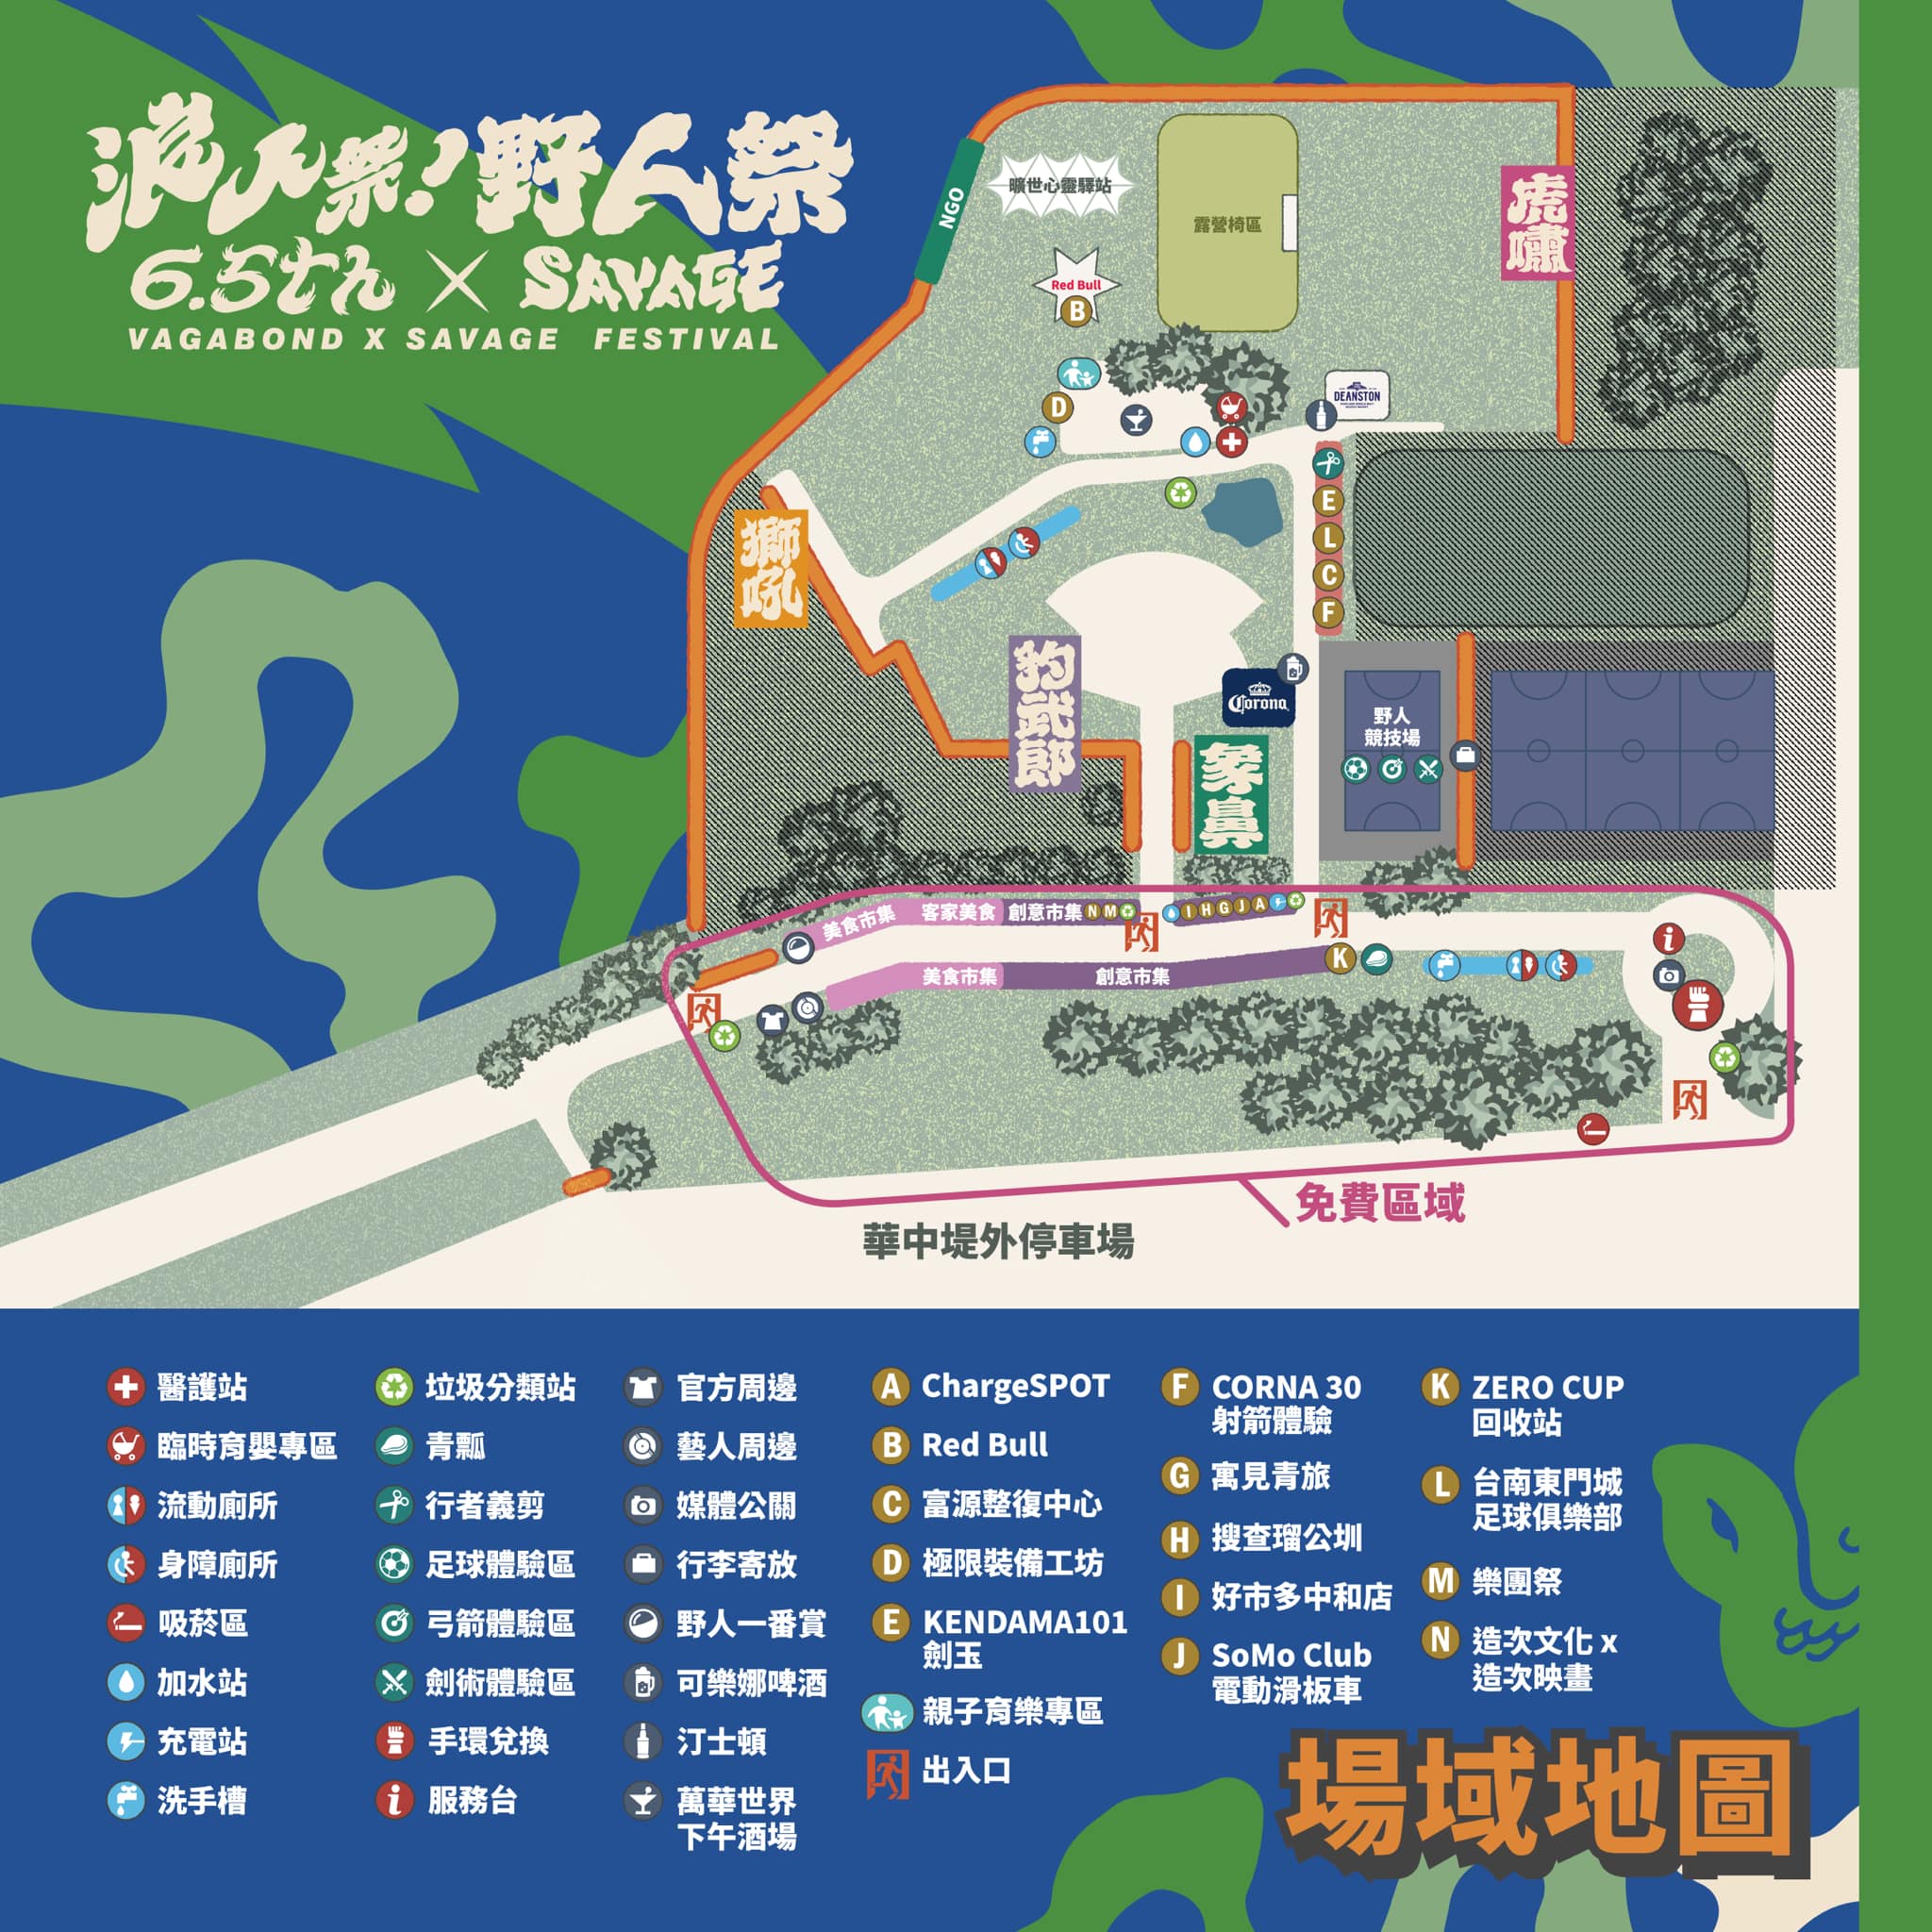 浪人祭!野人祭
6.5th X SAVAGE
VAGABOND X SAVAGE FESTIVAL
NGO
曠世心靈驛站
露營椅區
虎嘯
Red Bull
B
D
DEANSTON
E
L
C
F
獅吼
豹武郎
Corona
象鼻
野人
競技場
美食市集
客家美食
創意市集
N
M
I
H
G
J
A
美食市集
創意市集
K
i
免費區域
華中堤外停車場
醫護站
臨時育嬰專區
流動廁所
身障廁所
吸菸區
加水站
充電站
洗手槽
垃圾分類站
青瓢
行者義剪
足球體驗區
弓箭體驗區
劍術體驗區
手環兌換
i 服務台
官方周邊
藝人周邊
媒體公關
行李寄放
野人一番賞
可樂娜啤酒
汀士頓
萬華世界
下午酒場
A ChargeSPOT
B Red Bull
C 富源整復中心
D 極限裝備工坊
E KENDAMA101
劍玉
親子育樂專區
出入口
F CORNA 30
射箭體驗
G 寓見青旅
H 搜查瑠公圳
I 好市多中和店
J SoMo Club
電動滑板車
K ZERO CUP
回收站
L 台南東門城
足球俱樂部
M 樂團祭
N 造次文化 x
造次映畫
場域地圖